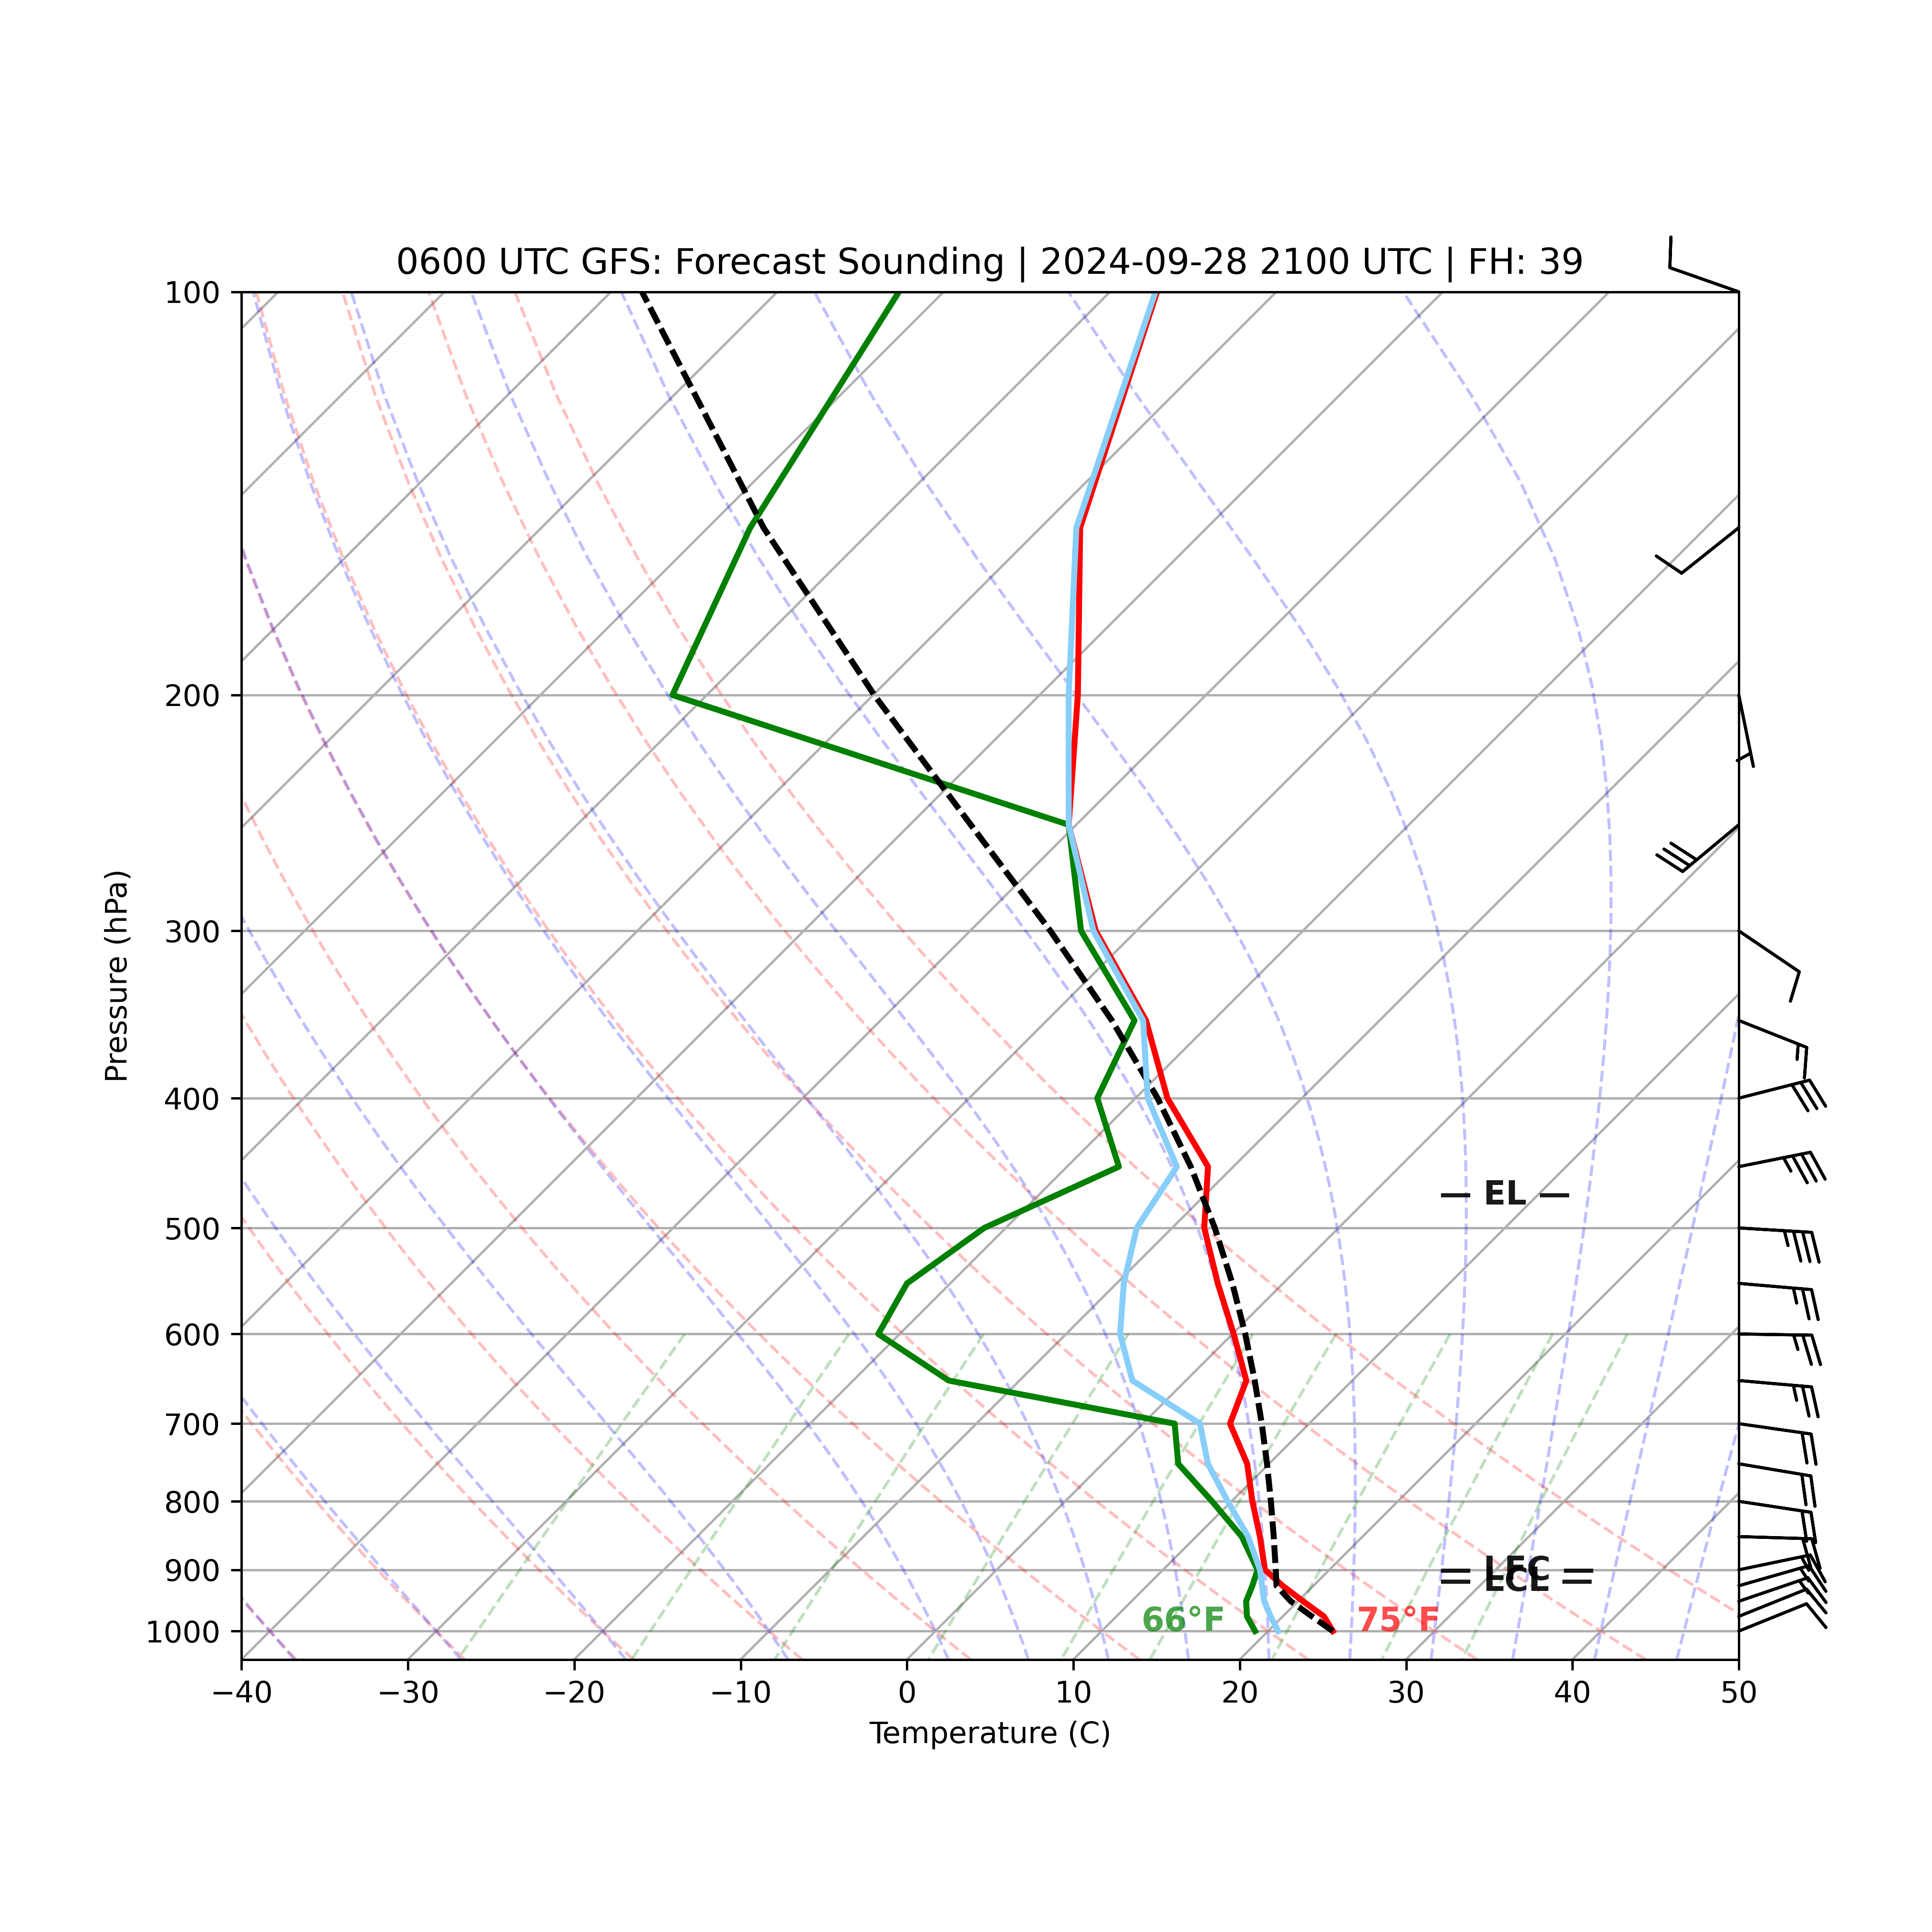 0600 UTC GFS: Forecast Sounding | 2024-09-28 2100 UTC | FH: 39
100
200
300
400
500
600
700
800
900
1000
Pressure (hPa)
— EL —
— LFC —
— LCL —
66°F
75°F
−40 −30 −20 −10 0 10 20 30 40 50
Temperature (C)